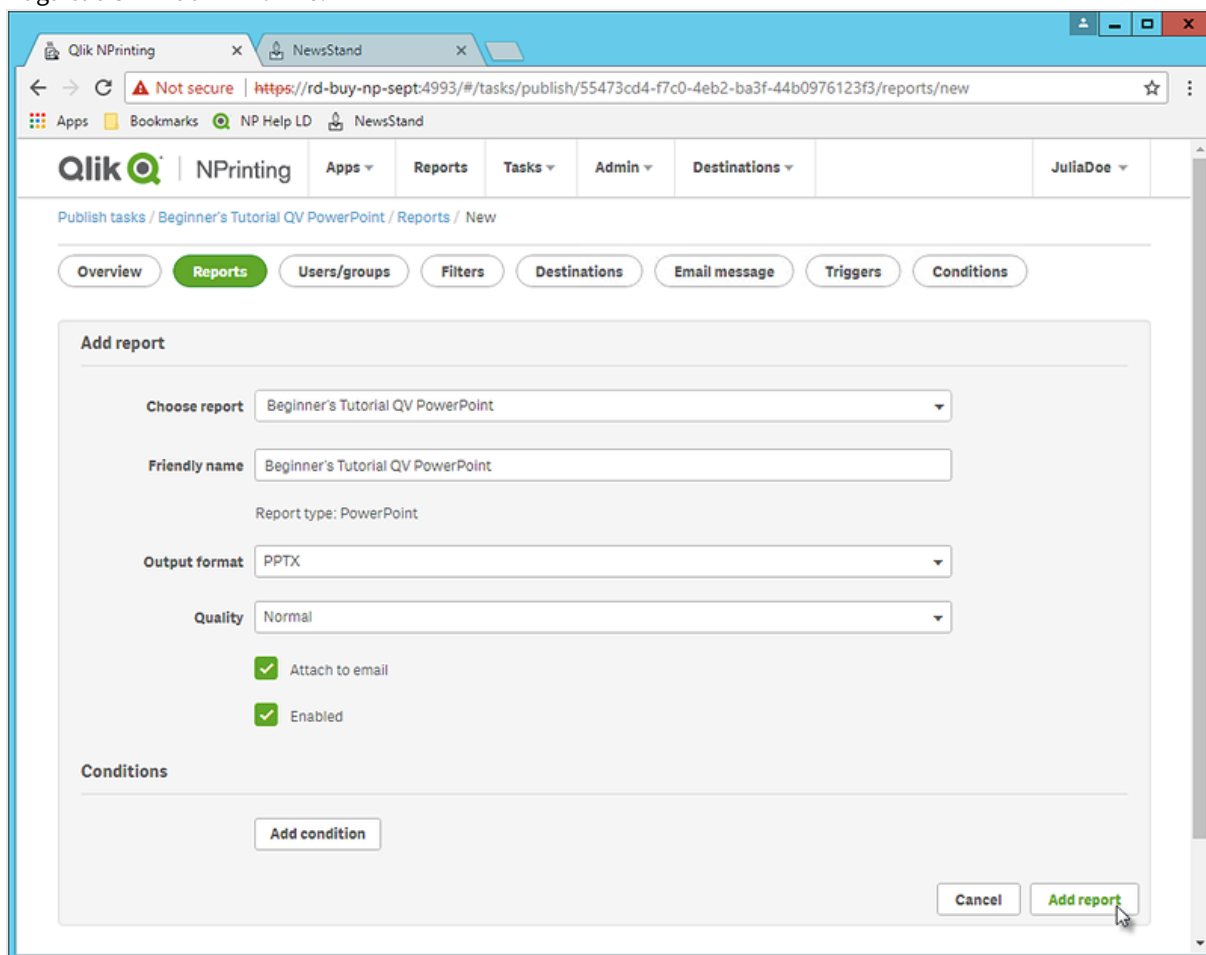 Qlik NPrinting
NewsStand
Not secure | https://rd-buy-np-sept:4993/#/tasks/publish/55473cd4-f7c0-4eb2-ba3f-44b0976123f3/reports/new
Apps Bookmarks NP Help LD NewsStand
Qlik NPrinting Apps Reports Tasks Admin Destinations JuliaDoe
Publish tasks / Beginner's Tutorial QV PowerPoint / Reports / New
Overview Reports Users/groups Filters Destinations Email message Triggers Conditions
Add report
Choose report Beginner's Tutorial QV PowerPoint
Friendly name Beginner's Tutorial QV PowerPoint
Report type: PowerPoint
Output format PPTX
Quality Normal
Attach to email
Enabled
Conditions
Add condition
Cancel Add report